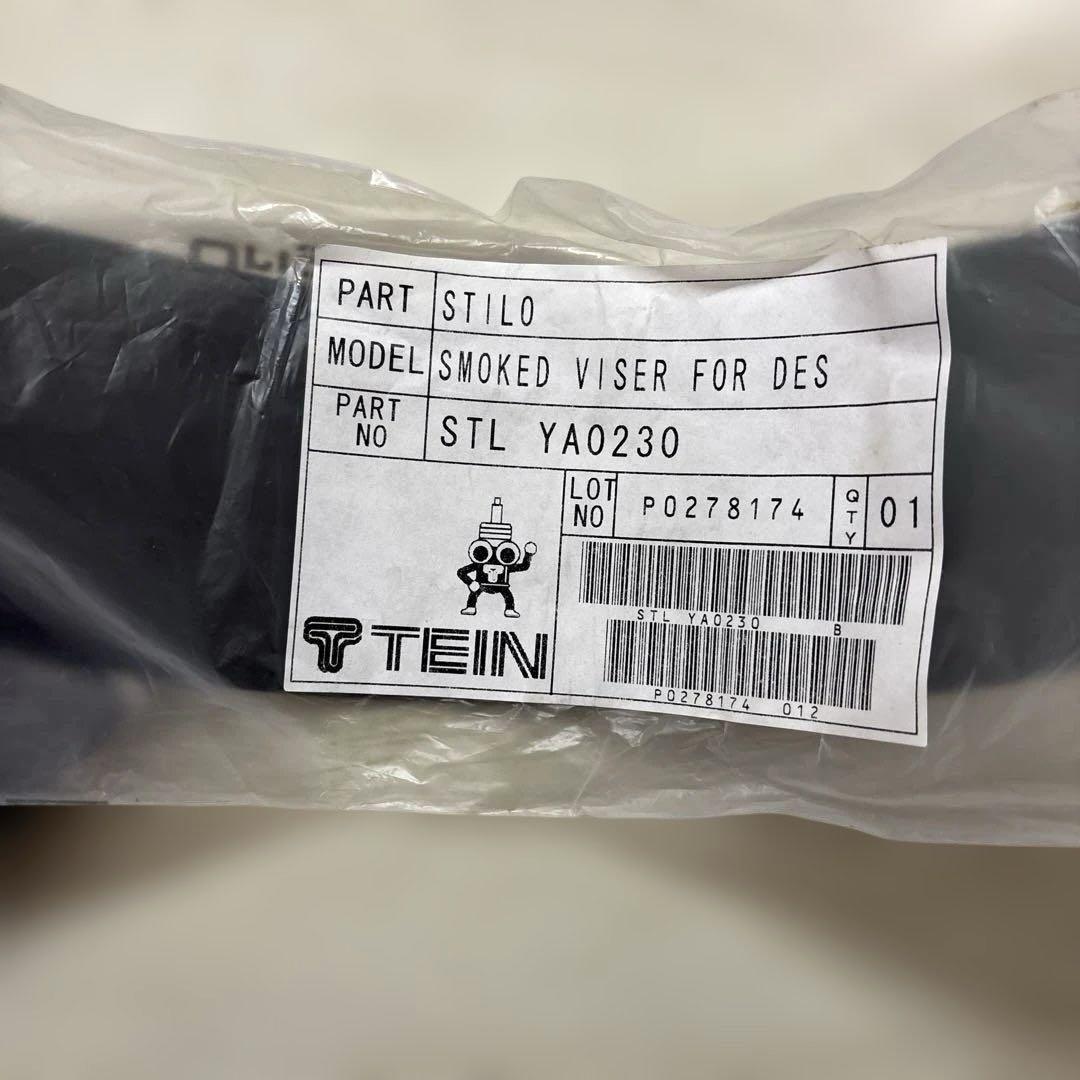 PART STILO
MODEL SMOKED VISER FOR DES
PART NO STL YA0230
LOT NO P0278174 QTY 01
STL YA0230 B
P0278174 012
TEIN